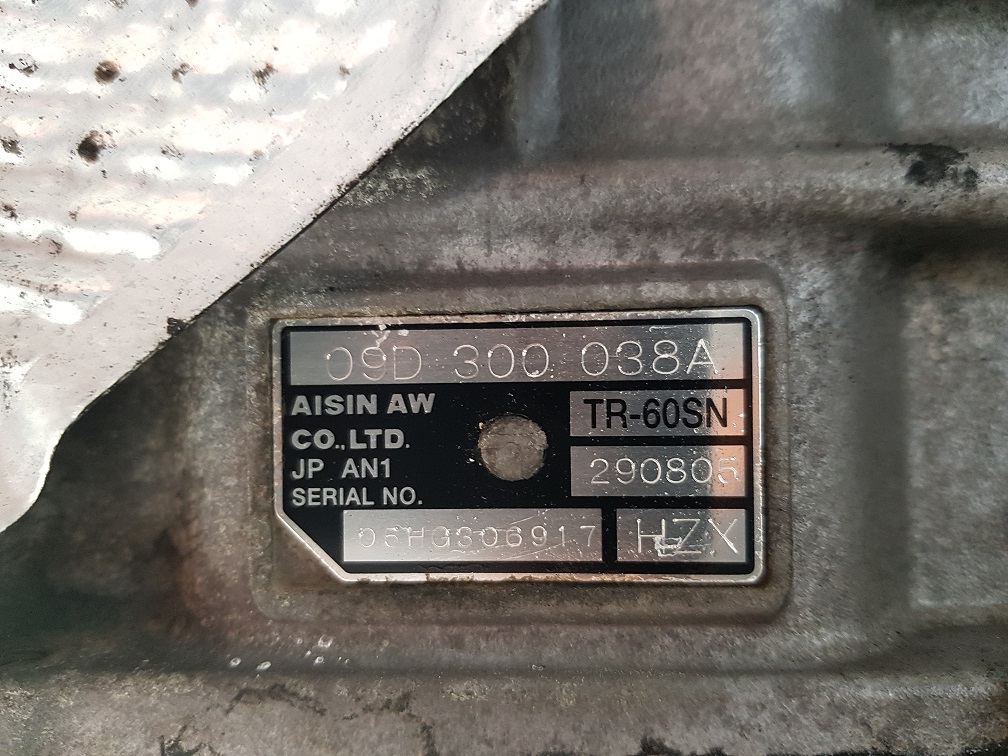 09D 300 038A
AISIN AW
CO.,LTD.
JP AN1
SERIAL NO.
TR-60SN
290805
05HG306917
HZX